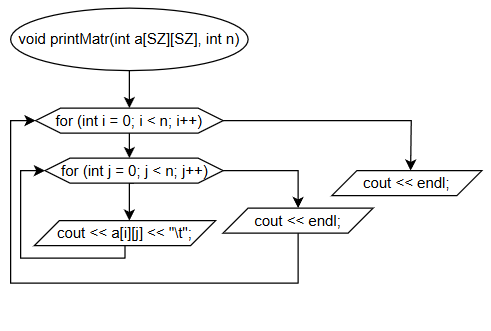 void printMatr(int a[SZ][SZ], int n)
for (int i = 0; i < n; i++)
for (int j = 0; j < n; j++)
cout << endl;
cout << endl;
cout << a[i][j] << "\t";